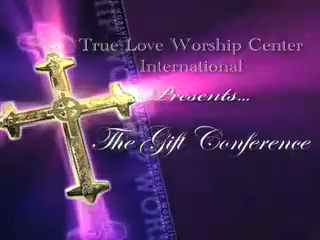 True Love Worship Center
International
Presents...
The Gift Conference